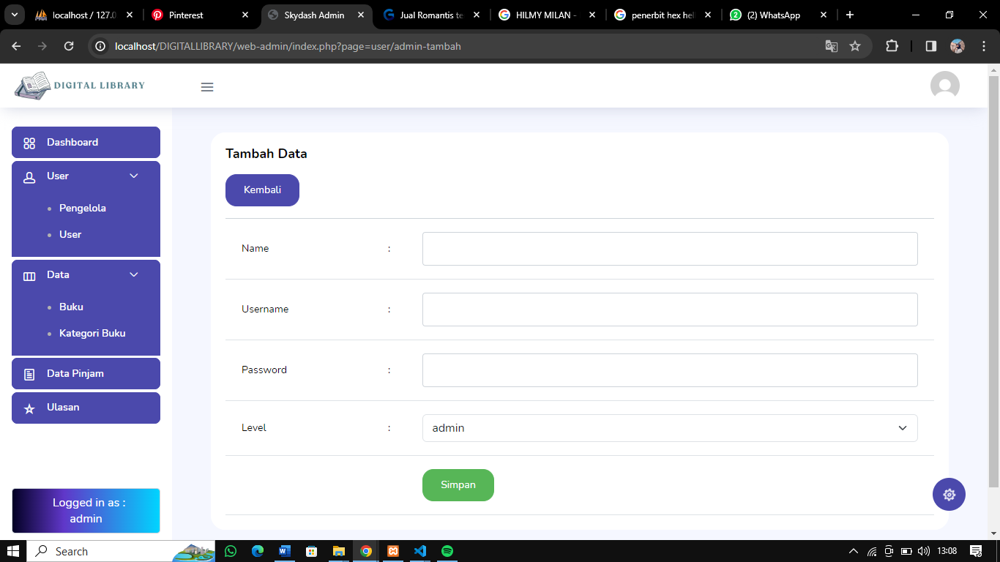 localhost / 127.0
Pinterest
Skydash Admin
Jual Romantis te
HILMY MILAN -
penerbit hex hel
(2) WhatsApp
localhost/DIGITALLIBRARY/web-admin/index.php?page=user/admin-tambah
DIGITAL LIBRARY
Dashboard
User
Pengelola
User
Data
Buku
Kategori Buku
Data Pinjam
Ulasan
Logged in as :
admin
Tambah Data
Kembali
Name :
Username :
Password :
Level : admin
Simpan
Search
13:08